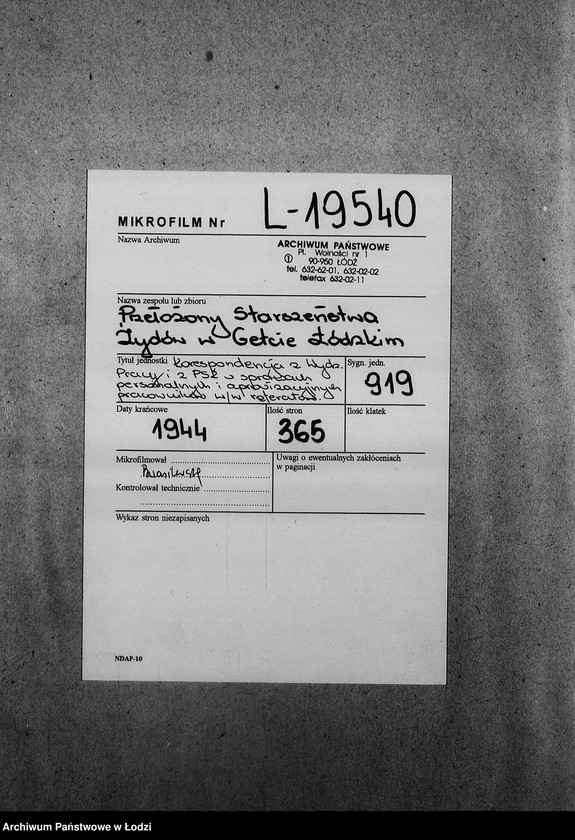 MIKROFILM Nr L-19540
Nazwa Archiwum
ARCHIWUM PAŃSTWOWE
Pl. Wolności nr 1
① 90-950 ŁÓDŹ
tel. 632-62-01, 632-02-02
telefax 632-02-11
Nazwa zespołu lub zbioru
Przełożony Starszeństwa
Żydów w Getcie Łódzkim
Tytuł jednostki Korespondencja z Wydz.
Pracy i z PSŻ w sprawach
personalnych i aprowizacyjnych
pracowników w/w referatów.
Sygn. jedn.
919
Daty krańcowe
1944
Ilość stron
365
Ilość klatek
Mikrofilmował
Kontrolował technicznie
Uwagi o ewentualnych zakłóceniach
w paginacji
Wykaz stron niezapisanych
NDAP-10
Archiwum Państwowe w Łodzi